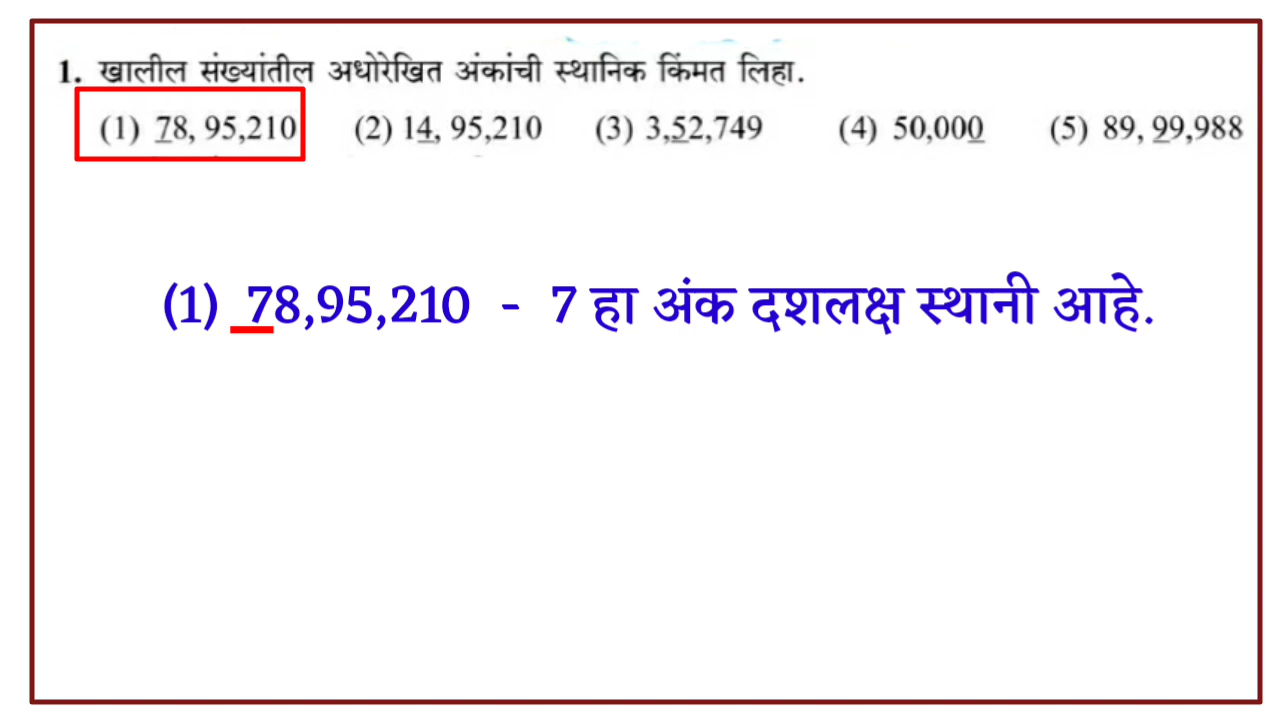 1. खालील संख्यांतील अधोरेखित अंकांची स्थानिक किंमत लिहा.
(1) 78, 95,210 (2) 14, 95,210 (3) 3,52,749 (4) 50,000 (5) 89, 99,988
(1) 78,95,210 - 7 हा अंक दशलक्ष स्थानी आहे.